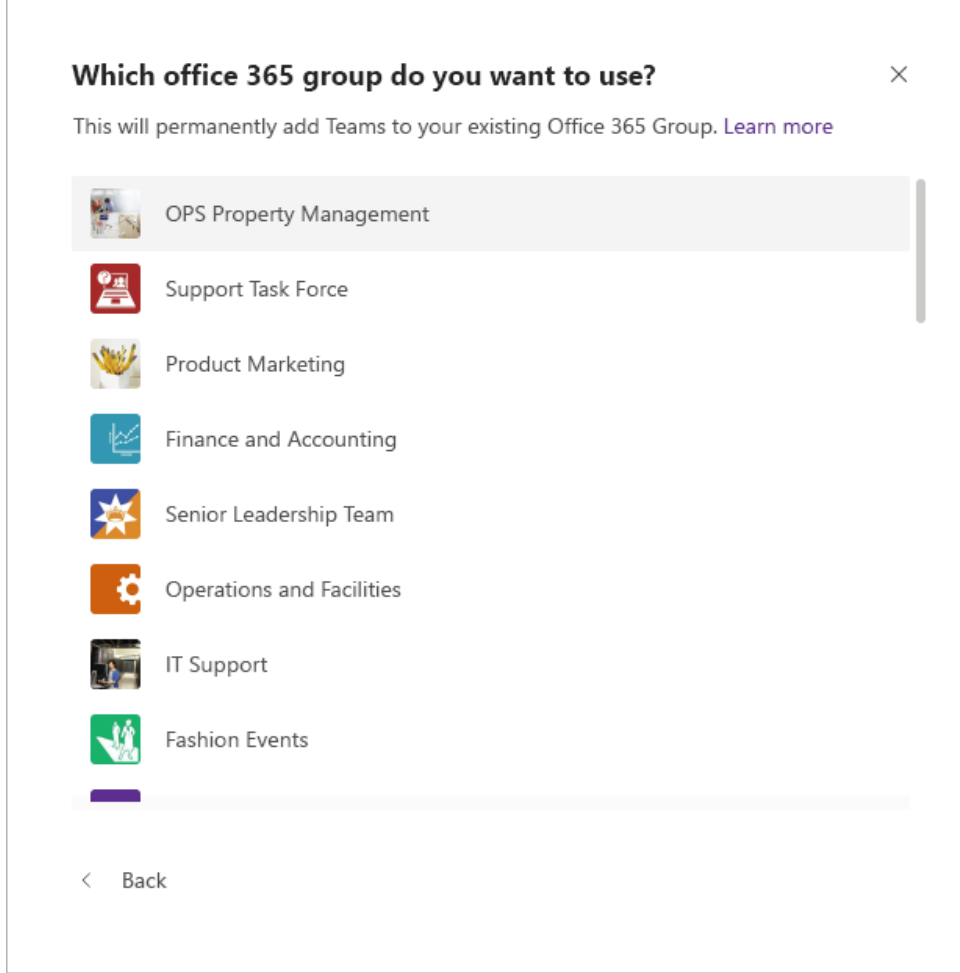 Which office 365 group do you want to use?
This will permanently add Teams to your existing Office 365 Group. Learn more
OPS Property Management
Support Task Force
Product Marketing
Finance and Accounting
Senior Leadership Team
Operations and Facilities
IT Support
Fashion Events
Back